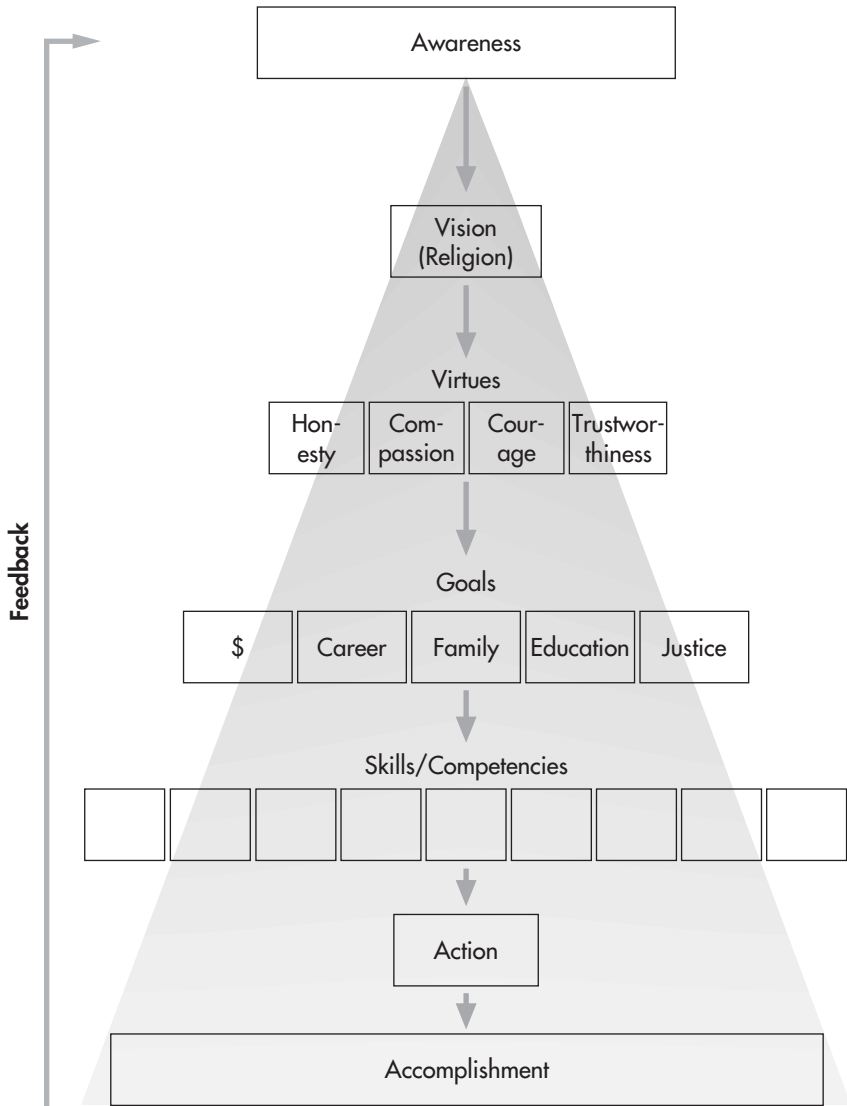 Awareness
Vision
(Religion)
Virtues
Hon-
esty
Com-
passion
Cour-
age
Trustwor-
thiness
Goals
$
Career
Family
Education
Justice
Skills/Competencies
Action
Accomplishment
Feedback